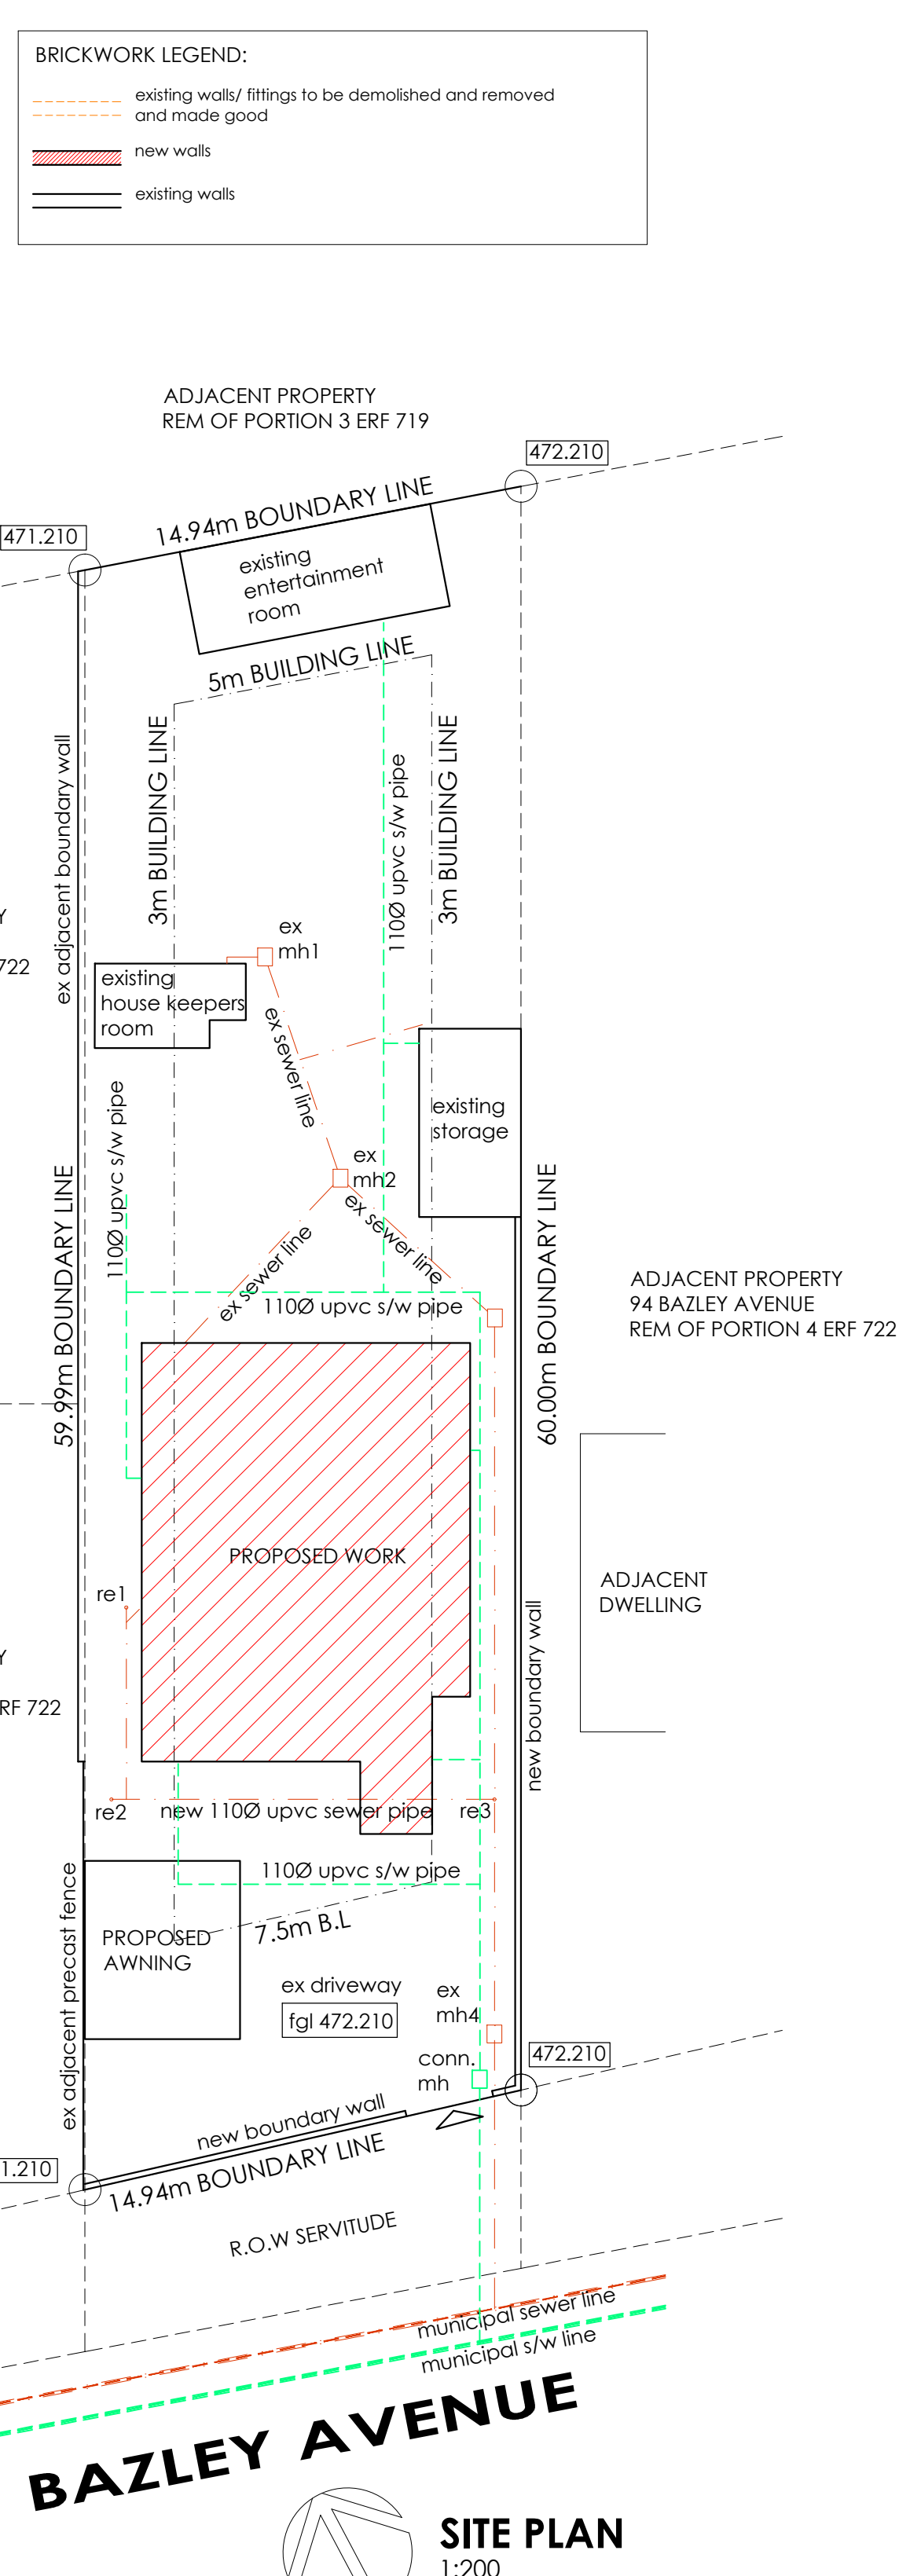 BRICKWORK LEGEND:
existing walls/ fittings to be demolished and removed
and made good
new walls
existing walls
ADJACENT PROPERTY
REM OF PORTION 3 ERF 719
472.210
14.94m BOUNDARY LINE
471.210
existing
entertainment
room
5m BUILDING LINE
3m BUILDING LINE
3m BUILDING LINE
ex adjacent boundary wall
110Ø upvc s/w pipe
Y
722
ex
mh1
existing
house keepers
room
ex sewer line
existing
storage
110Ø upvc s/w pipe
ex
mh2
ex sewer line
ex sewer line
59.99m BOUNDARY LINE
60.00m BOUNDARY LINE
110Ø upvc s/w pipe
ADJACENT PROPERTY
94 BAZLEY AVENUE
REM OF PORTION 4 ERF 722
PROPOSED WORK
re1
ADJACENT
DWELLING
new boundary wall
Y
RF 722
re2
new 110Ø upvc sewer pipe
re3
110Ø upvc s/w pipe
ex adjacent precast fence
PROPOSED
AWNING
7.5m B.L
ex driveway
fgl 472.210
ex
mh4
conn.
mh
472.210
new boundary wall
14.94m BOUNDARY LINE
1.210
R.O.W SERVITUDE
municipal sewer line
municipal s/w line
BAZLEY AVENUE
SITE PLAN
1:200